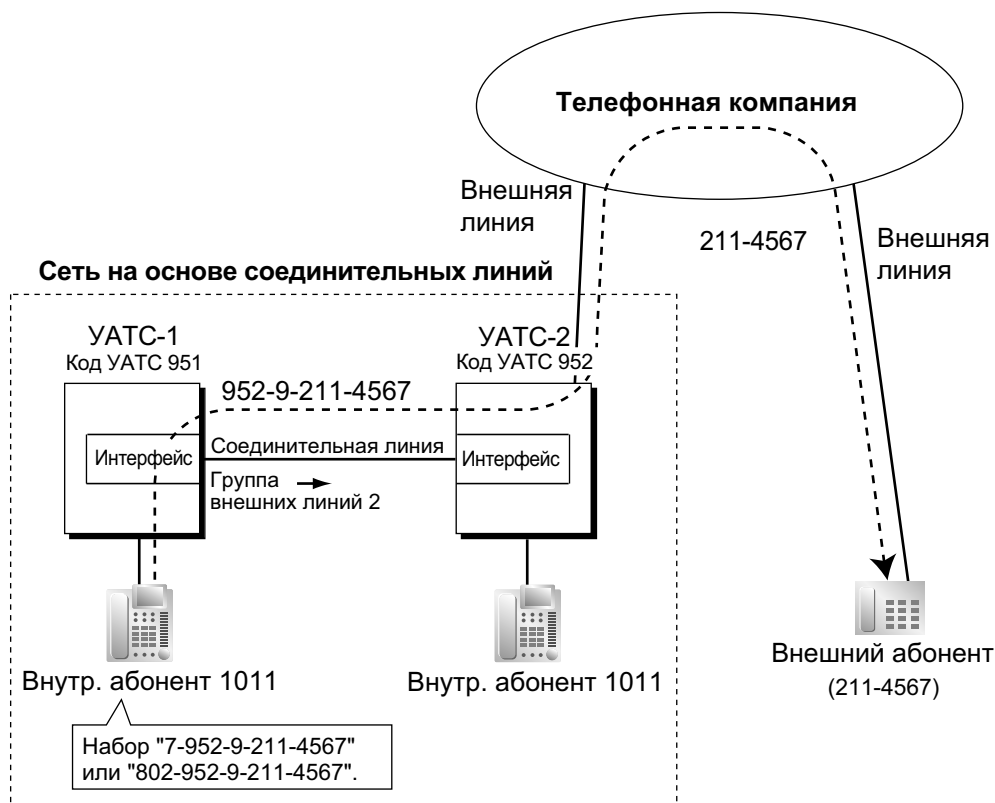 Телефонная компания
Внешняя
линия
211-4567
Внешняя
линия
Сеть на основе соединительных линий
УАТС-1
Код УАТС 951
УАТС-2
Код УАТС 952
952-9-211-4567
Интерфейс
Соединительная линия
Интерфейс
Группа
внешних линий 2
Внутр. абонент 1011
Внутр. абонент 1011
Внешний абонент
(211-4567)
Набор "7-952-9-211-4567"
или "802-952-9-211-4567".